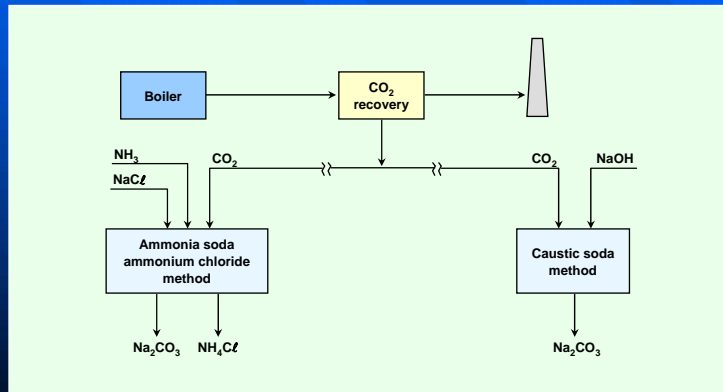 Boiler
CO₂
recovery
NH₃
NaCℓ
CO₂
CO₂
NaOH
Ammonia soda
ammonium chloride
method
Caustic soda
method
Na₂CO₃
NH₄Cℓ
Na₂CO₃